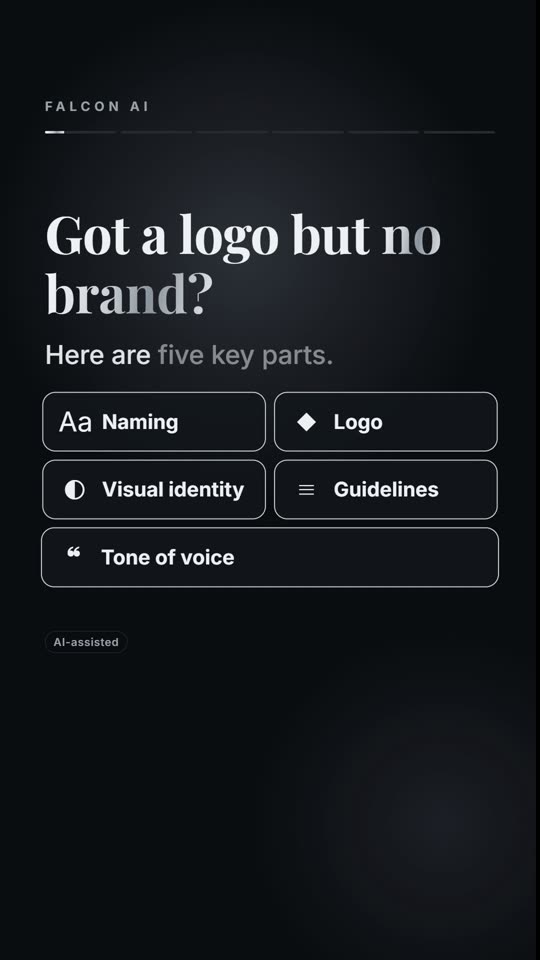 FALCON AI
Got a logo but no
brand?
Here are five key parts.
Aa Naming
Logo
Visual identity
Guidelines
❝ Tone of voice
AI-assisted